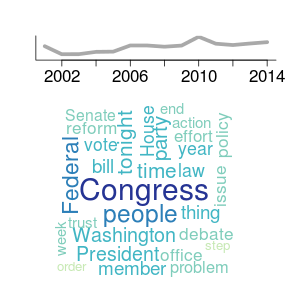 2002 2006 2010 2014
end
Senate House action
reform tonight party effort policy
vote year
Federal bill time law issue
Congress
people thing
trust
week Washington debate
step
President office
order member problem